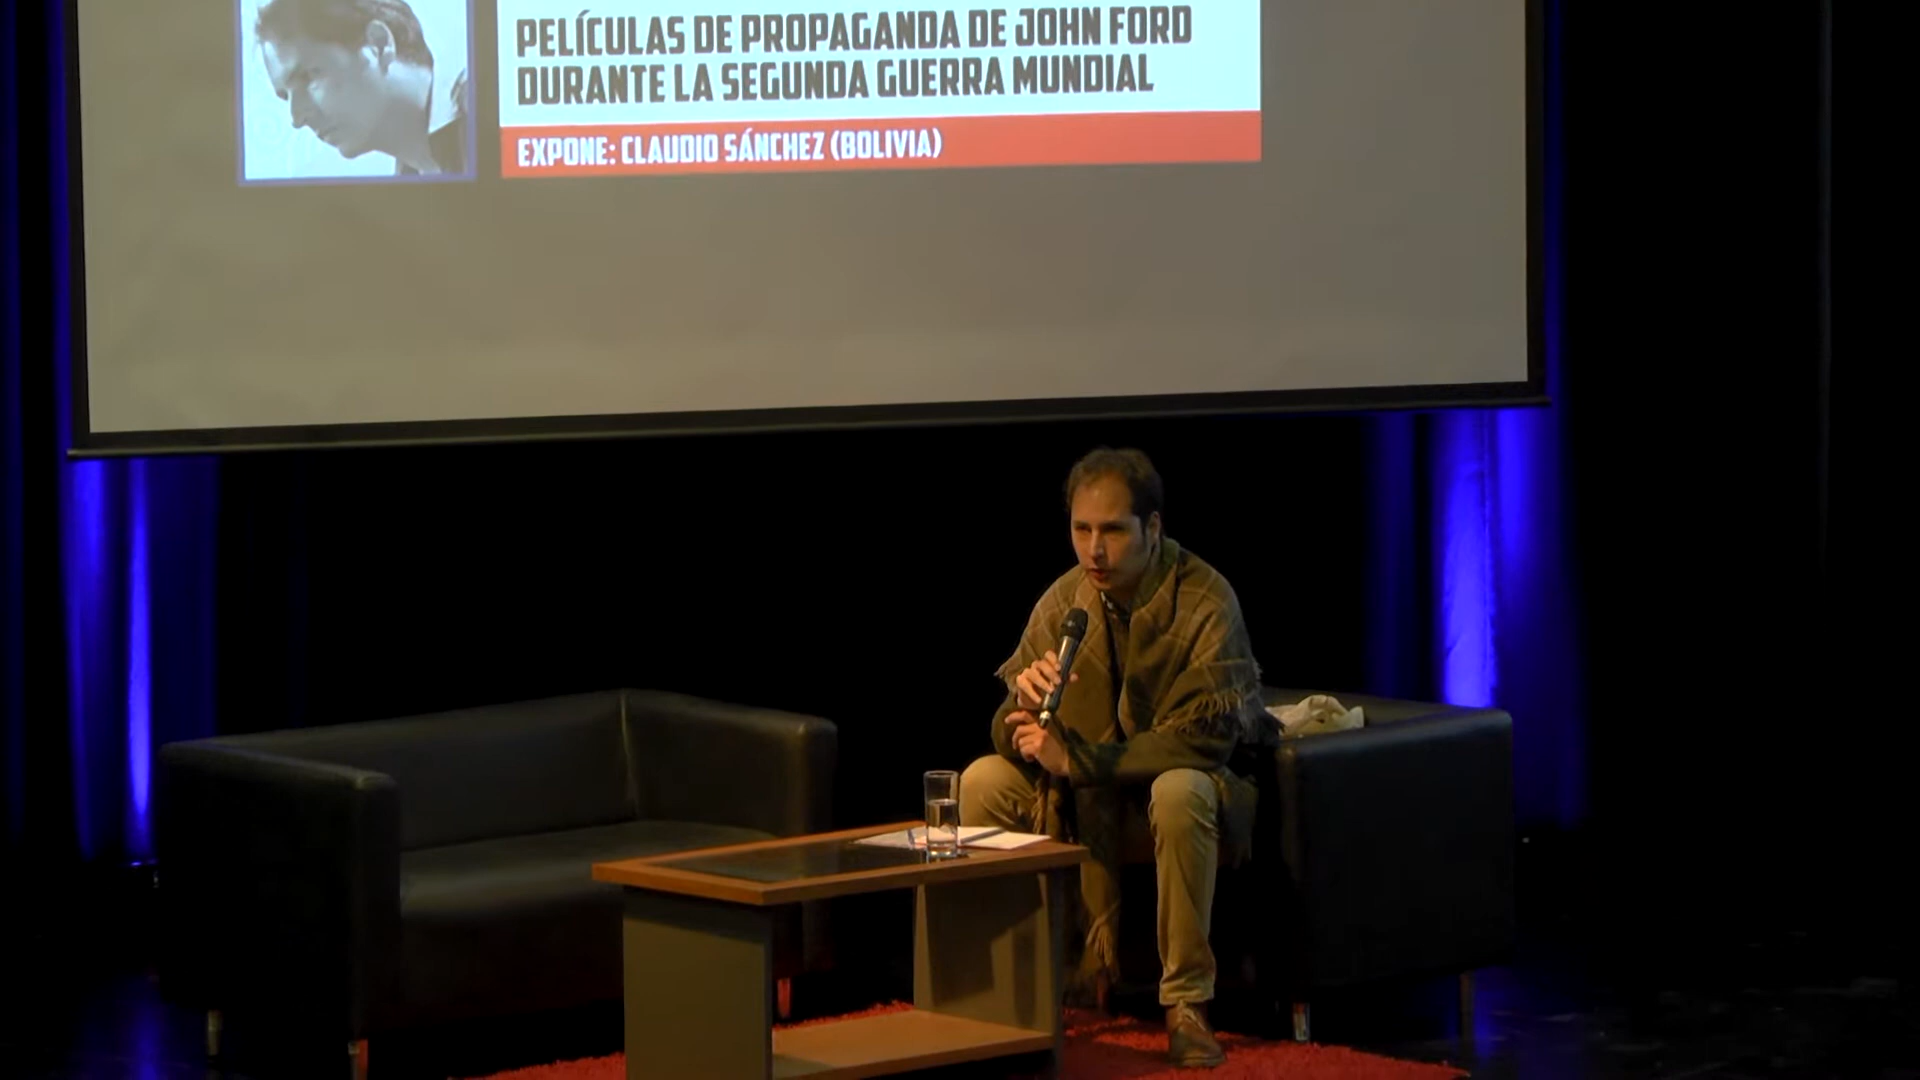 PELÍCULAS DE PROPAGANDA DE JOHN FORD
DURANTE LA SEGUNDA GUERRA MUNDIAL
EXPONE: CLAUDIO SÁNCHEZ (BOLIVIA)